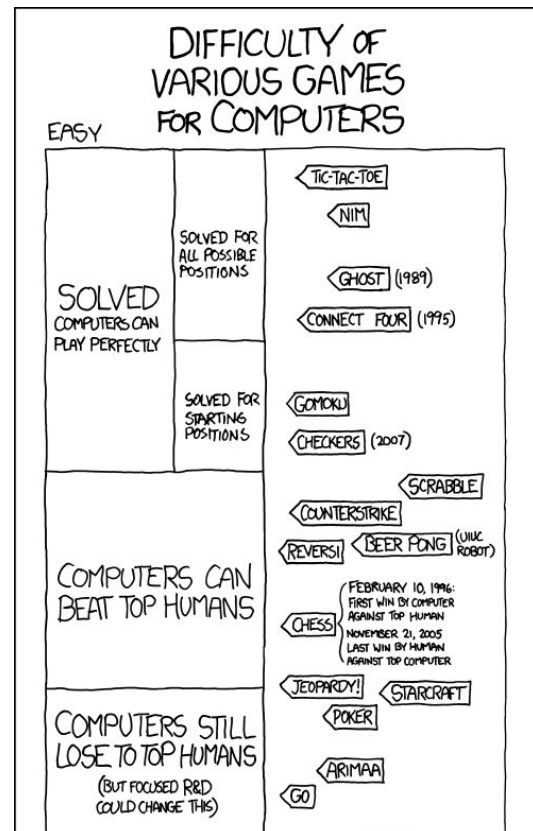 DIFFICULTY OF
VARIOUS GAMES
FOR COMPUTERS
EASY
SOLVED
COMPUTERS CAN
PLAY PERFECTLY
SOLVED FOR
ALL POSSIBLE
POSITIONS
TIC-TAC-TOE
NIM
GHOST (1989)
CONNECT FOUR (1995)
SOLVED FOR
STARTING
POSITIONS
GOMOKU
CHECKERS (2007)
COMPUTERS CAN
BEAT TOP HUMANS
SCRABBLE
COUNTERSTRIKE
REVERSI
BEER PONG (UIUC
ROBOT)
CHESS
FEBRUARY 10, 1996:
FIRST WIN BY COMPUTER
AGAINST TOP HUMAN
NOVEMBER 21, 2005
LAST WIN BY HUMAN
AGAINST TOP COMPUTER
JEOPARDY!
STARCRAFT
COMPUTERS STILL
LOSE TO TOP HUMANS
(BUT FOCUSED R&D
COULD CHANGE THIS)
POKER
ARIMAA
GO